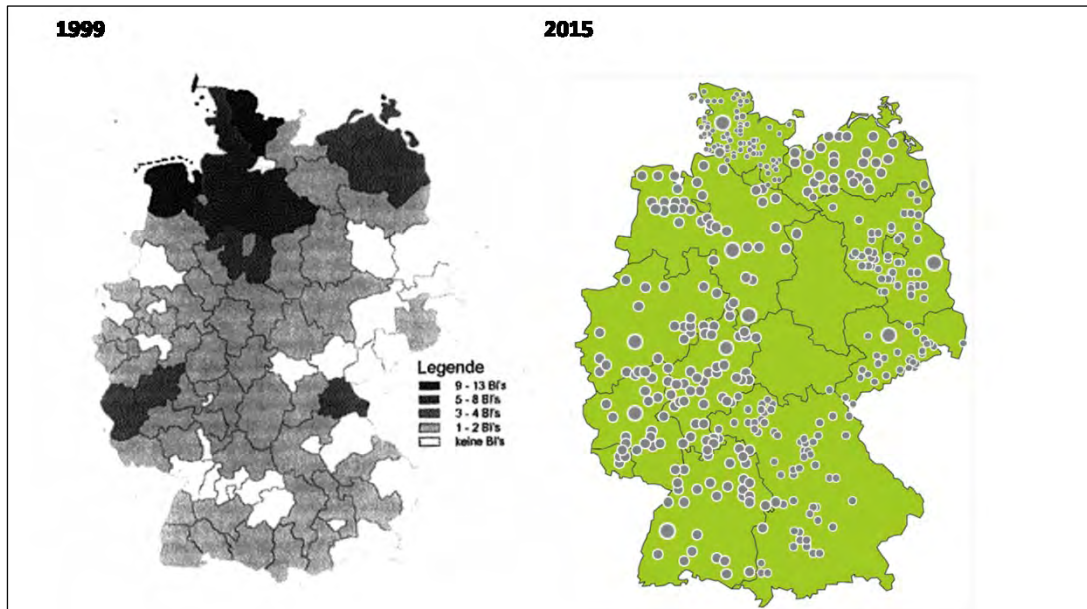 1999
2015
Legende
9 - 13 BI's
5 - 8 BI's
3 - 4 BI's
1 - 2 BI's
keine BI's